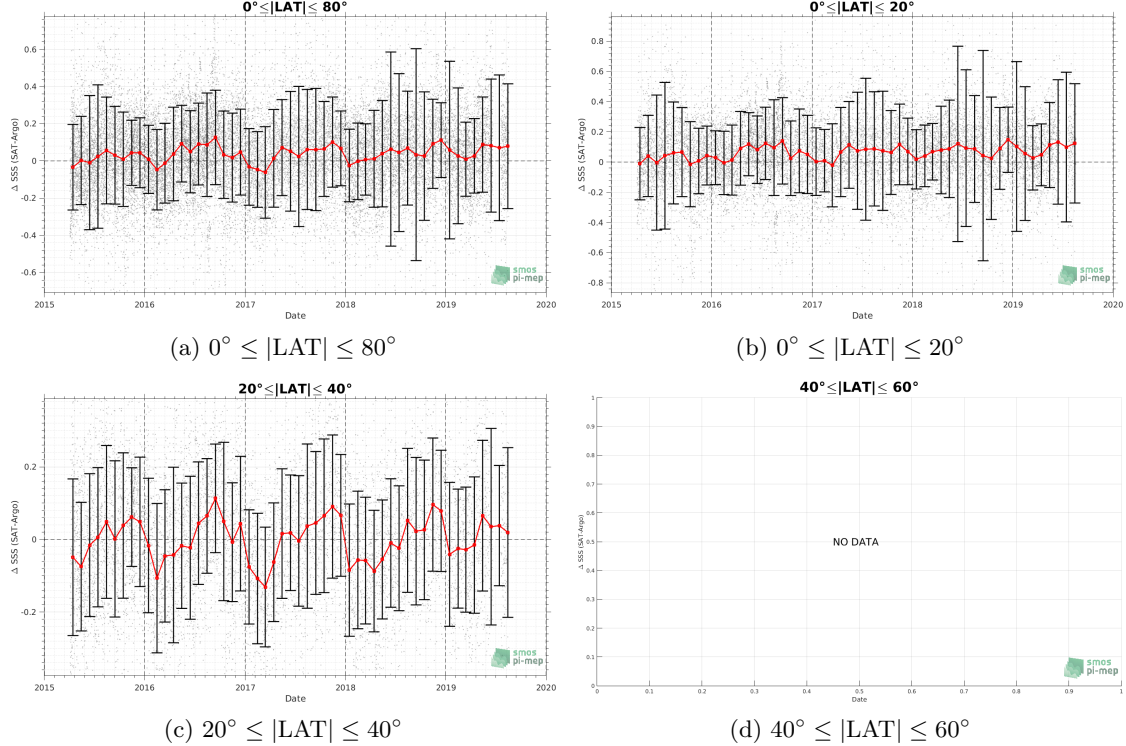 0°≤|LAT|≤ 80°
0.6
0.4
0.2
0
-0.2
-0.4
-0.6
Δ SSS (SAT-Argo)
2015 2016 2017 2018 2019 2020
Date
smos
pi-mep
(a) 0° ≤ |LAT| ≤ 80°
0°≤|LAT|≤ 20°
0.8
0.6
0.4
0.2
0
-0.2
-0.4
-0.6
-0.8
Δ SSS (SAT-Argo)
2015 2016 2017 2018 2019 2020
Date
smos
pi-mep
(b) 0° ≤ |LAT| ≤ 20°
20°≤|LAT|≤ 40°
0.2
0
-0.2
Δ SSS (SAT-Argo)
2015 2016 2017 2018 2019 2020
Date
smos
pi-mep
(c) 20° ≤ |LAT| ≤ 40°
40°≤|LAT|≤ 60°
1
0.9
0.8
0.7
0.6
0.5
0.4
0.3
0.2
0.1
0
Δ SSS (SAT-Argo)
NO DATA
0 0.1 0.2 0.3 0.4 0.5 0.6 0.7 0.8 0.9 1
Date
smos
pi-mep
(d) 40° ≤ |LAT| ≤ 60°